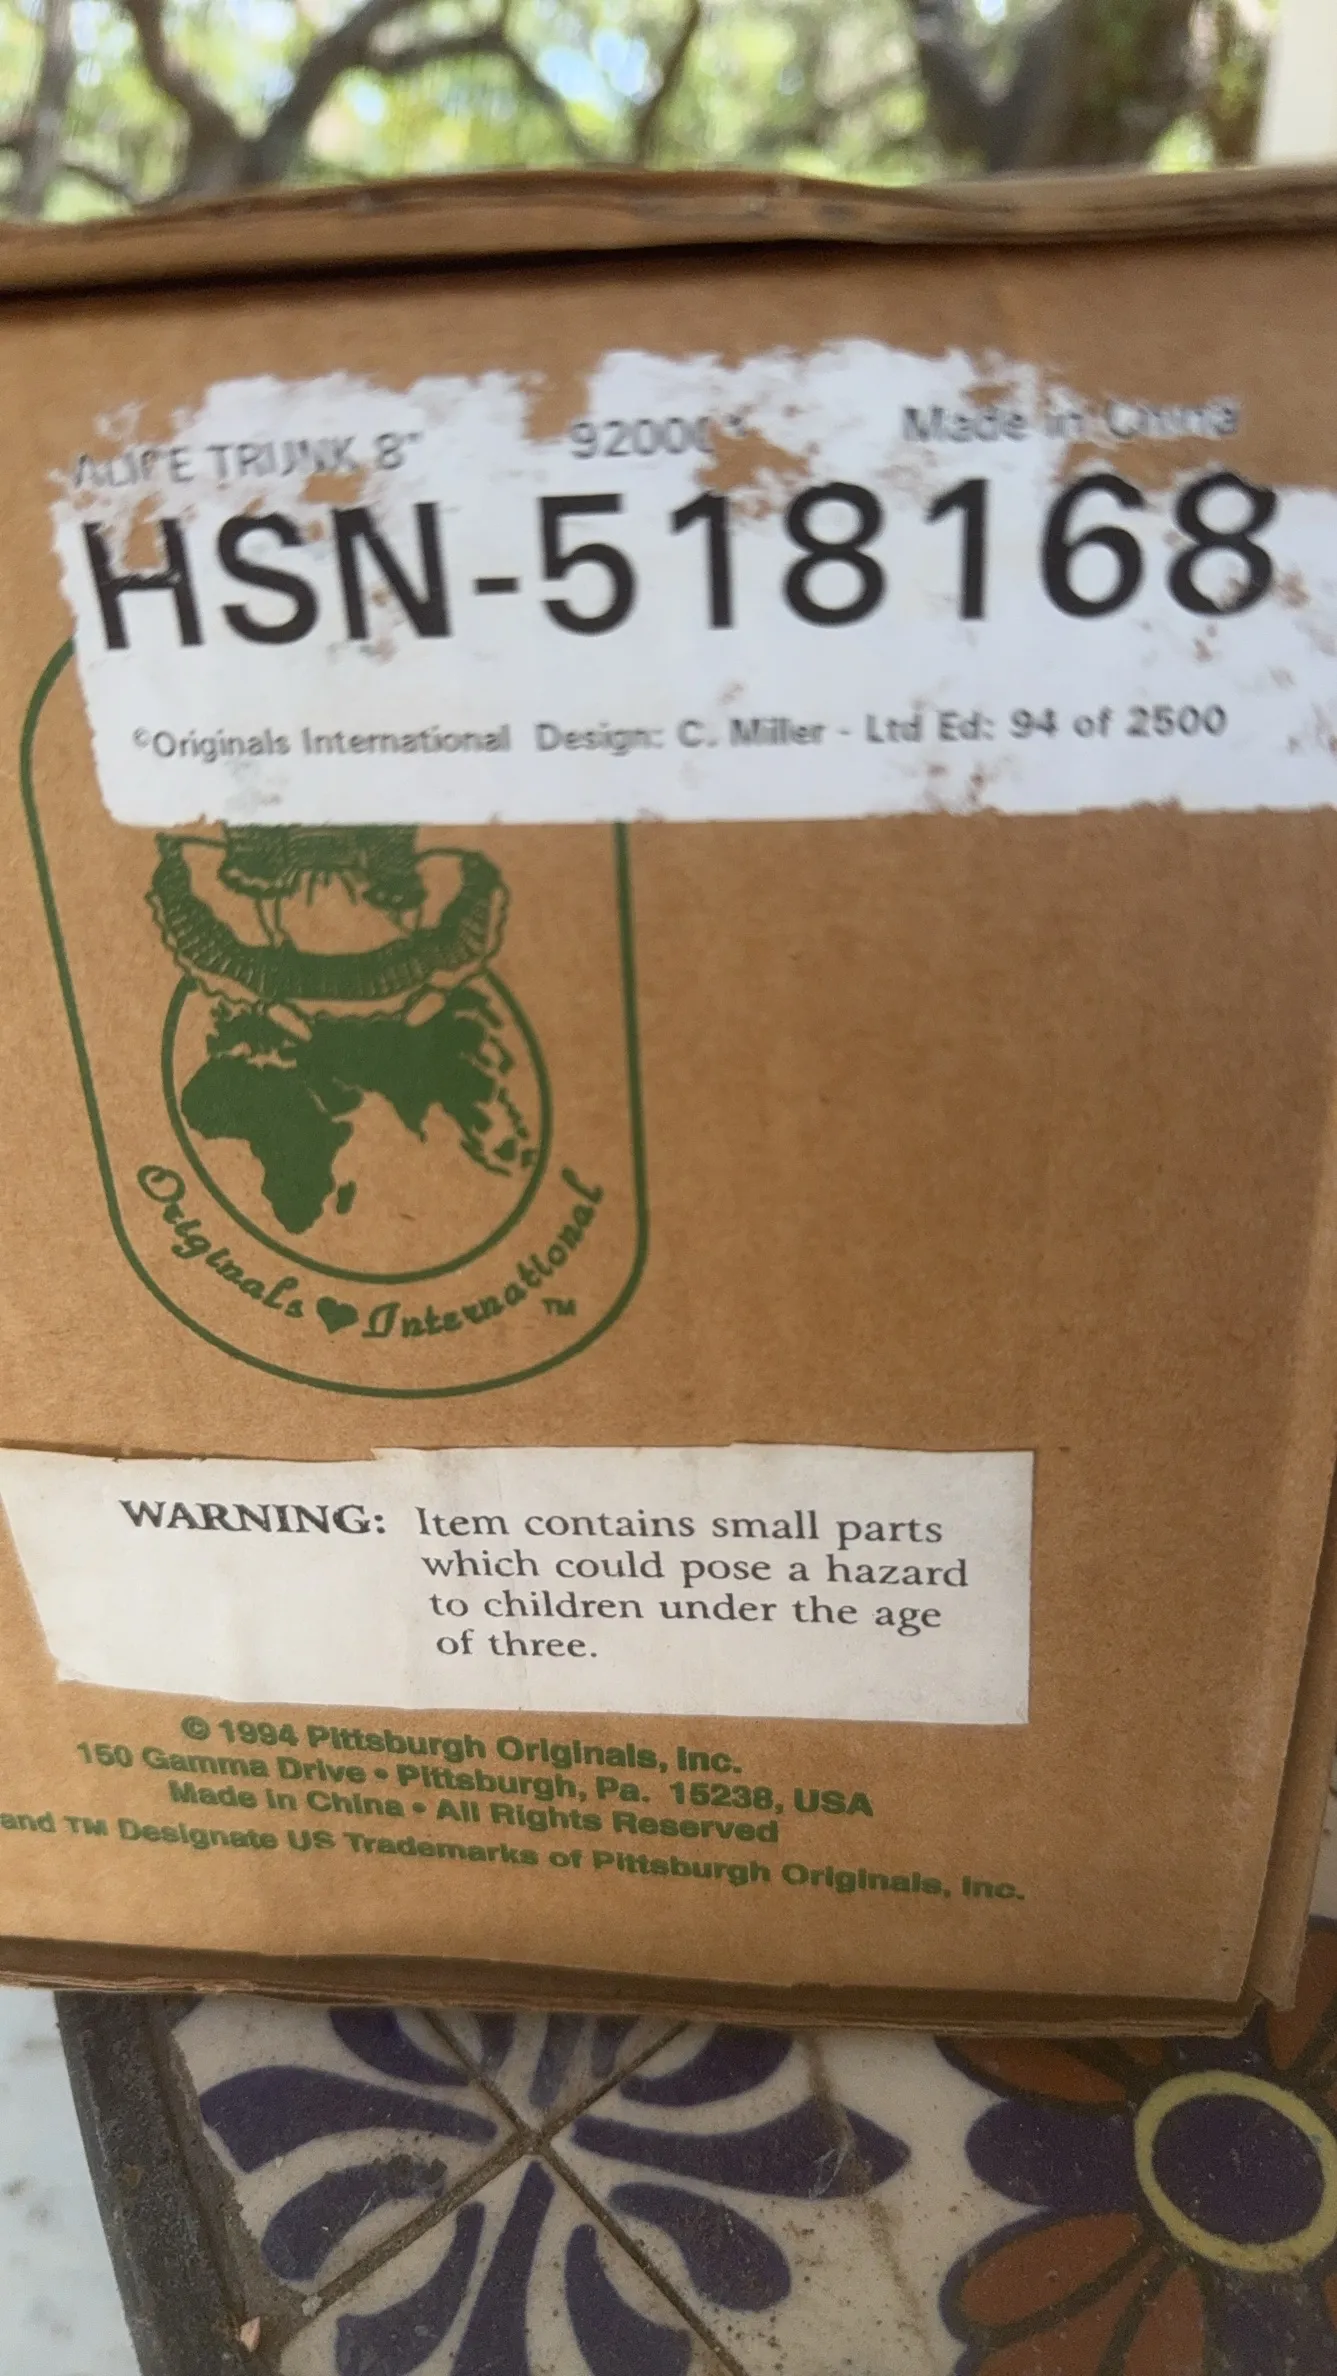 TRUNK 8"
Made in China
HSN-518168
©Originals International Design: C. Miller - Ltd Ed: 94 of 2500
Originals International
TM
WARNING: Item contains small parts
which could pose a hazard
to children under the age
of three.
© 1994 Pittsburgh Originals, Inc.
150 Gamma Drive • Pittsburgh, Pa. 15238, USA
Made in China • All Rights Reserved
and TM Designate US Trademarks of Pittsburgh Originals, Inc.